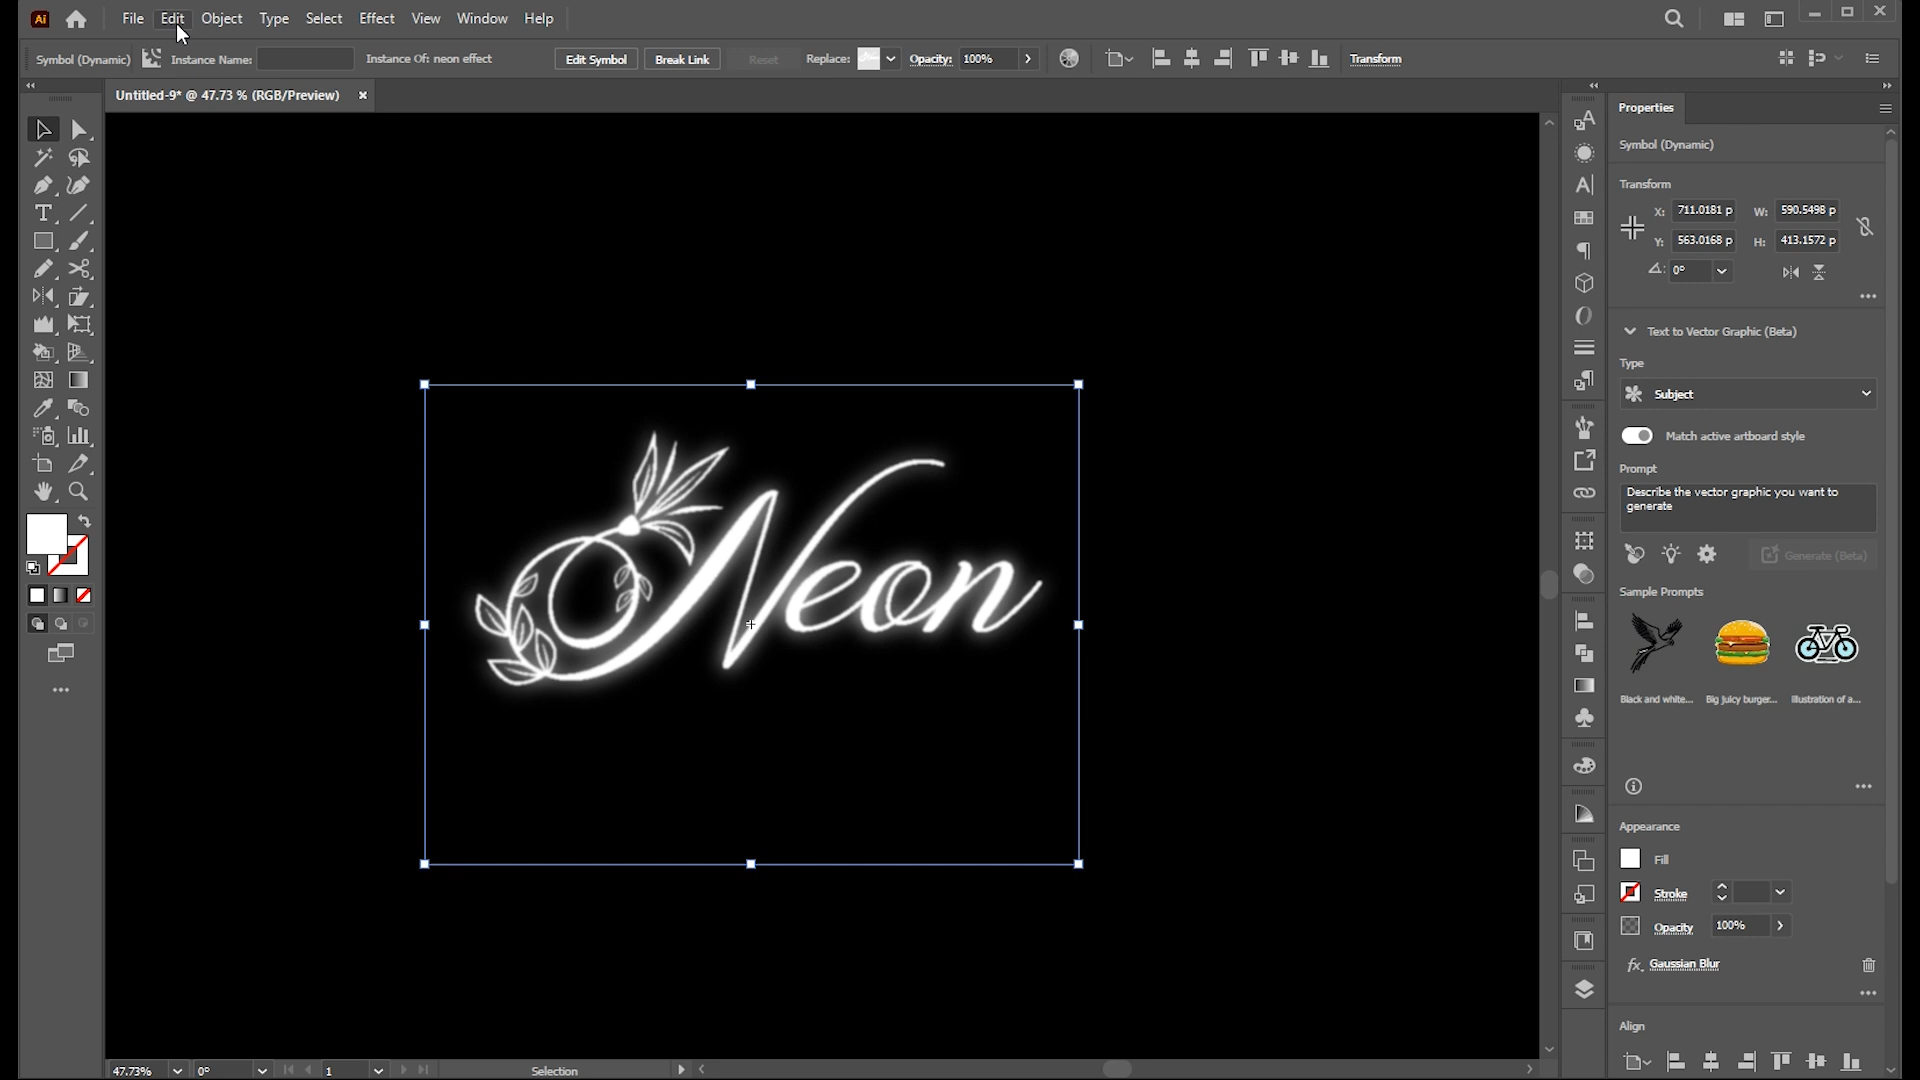 Ai File Edit Object Type Select Effect View Window Help
Symbol (Dynamic) Instance Name: Instance Of: neon effect Edit Symbol Break Link Reset Replace: Opacity: 100% Transform
Untitled-9* @ 47.73 % (RGB/Preview) ×
Properties
Symbol (Dynamic)
Transform
X: 711.0181 p W: 590.5498 p
Y: 563.0168 p H: 413.1572 p
0°
Text to Vector Graphic (Beta)
Type
Subject
Match active artboard style
Prompt
Describe the vector graphic you want to
generate
Generate (Beta)
Sample Prompts
Black and white... Big juicy burger... Illustration of a...
Neon
Appearance
Fill
Stroke
Opacity 100%
fx. Gaussian Blur
Align
47.73% 0° 1 Selection